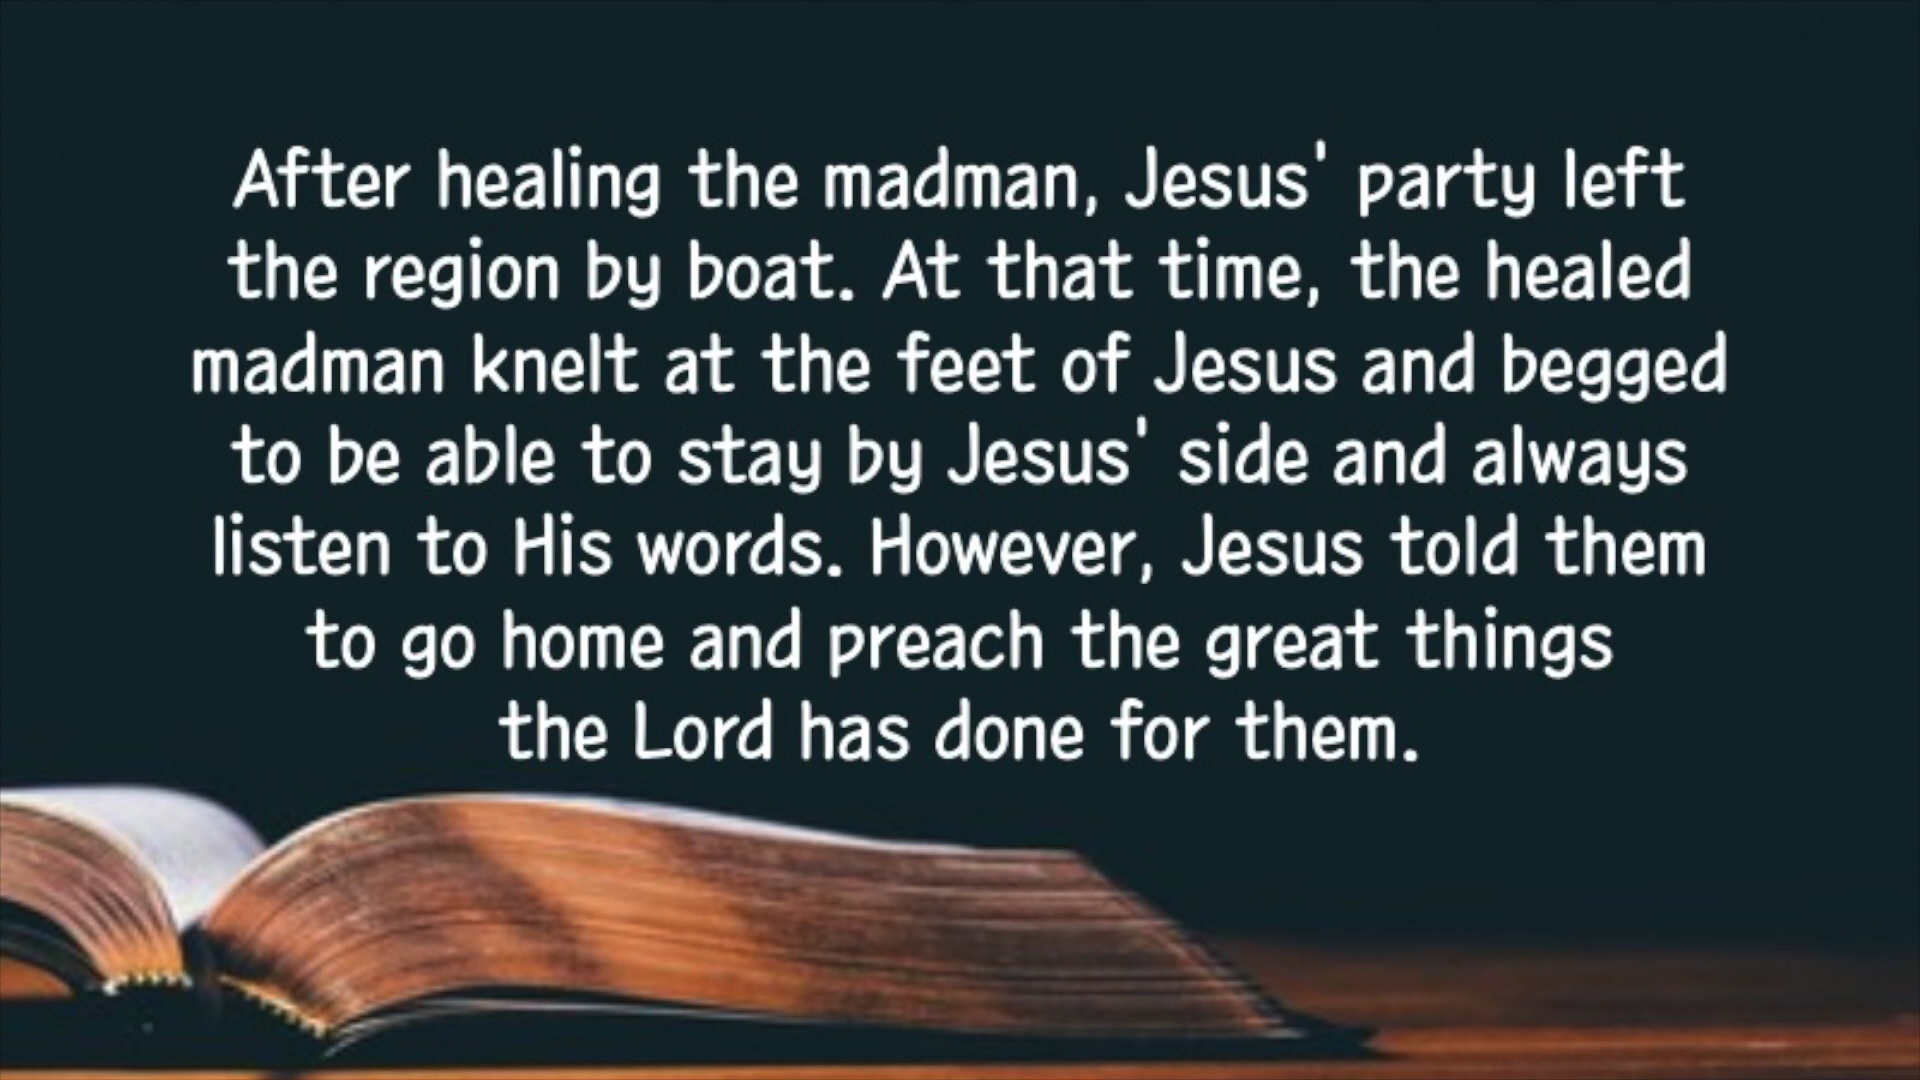 After healing the madman, Jesus' party left
the region by boat. At that time, the healed
madman knelt at the feet of Jesus and begged
to be able to stay by Jesus' side and always
listen to His words. However, Jesus told them
to go home and preach the great things
the Lord has done for them.